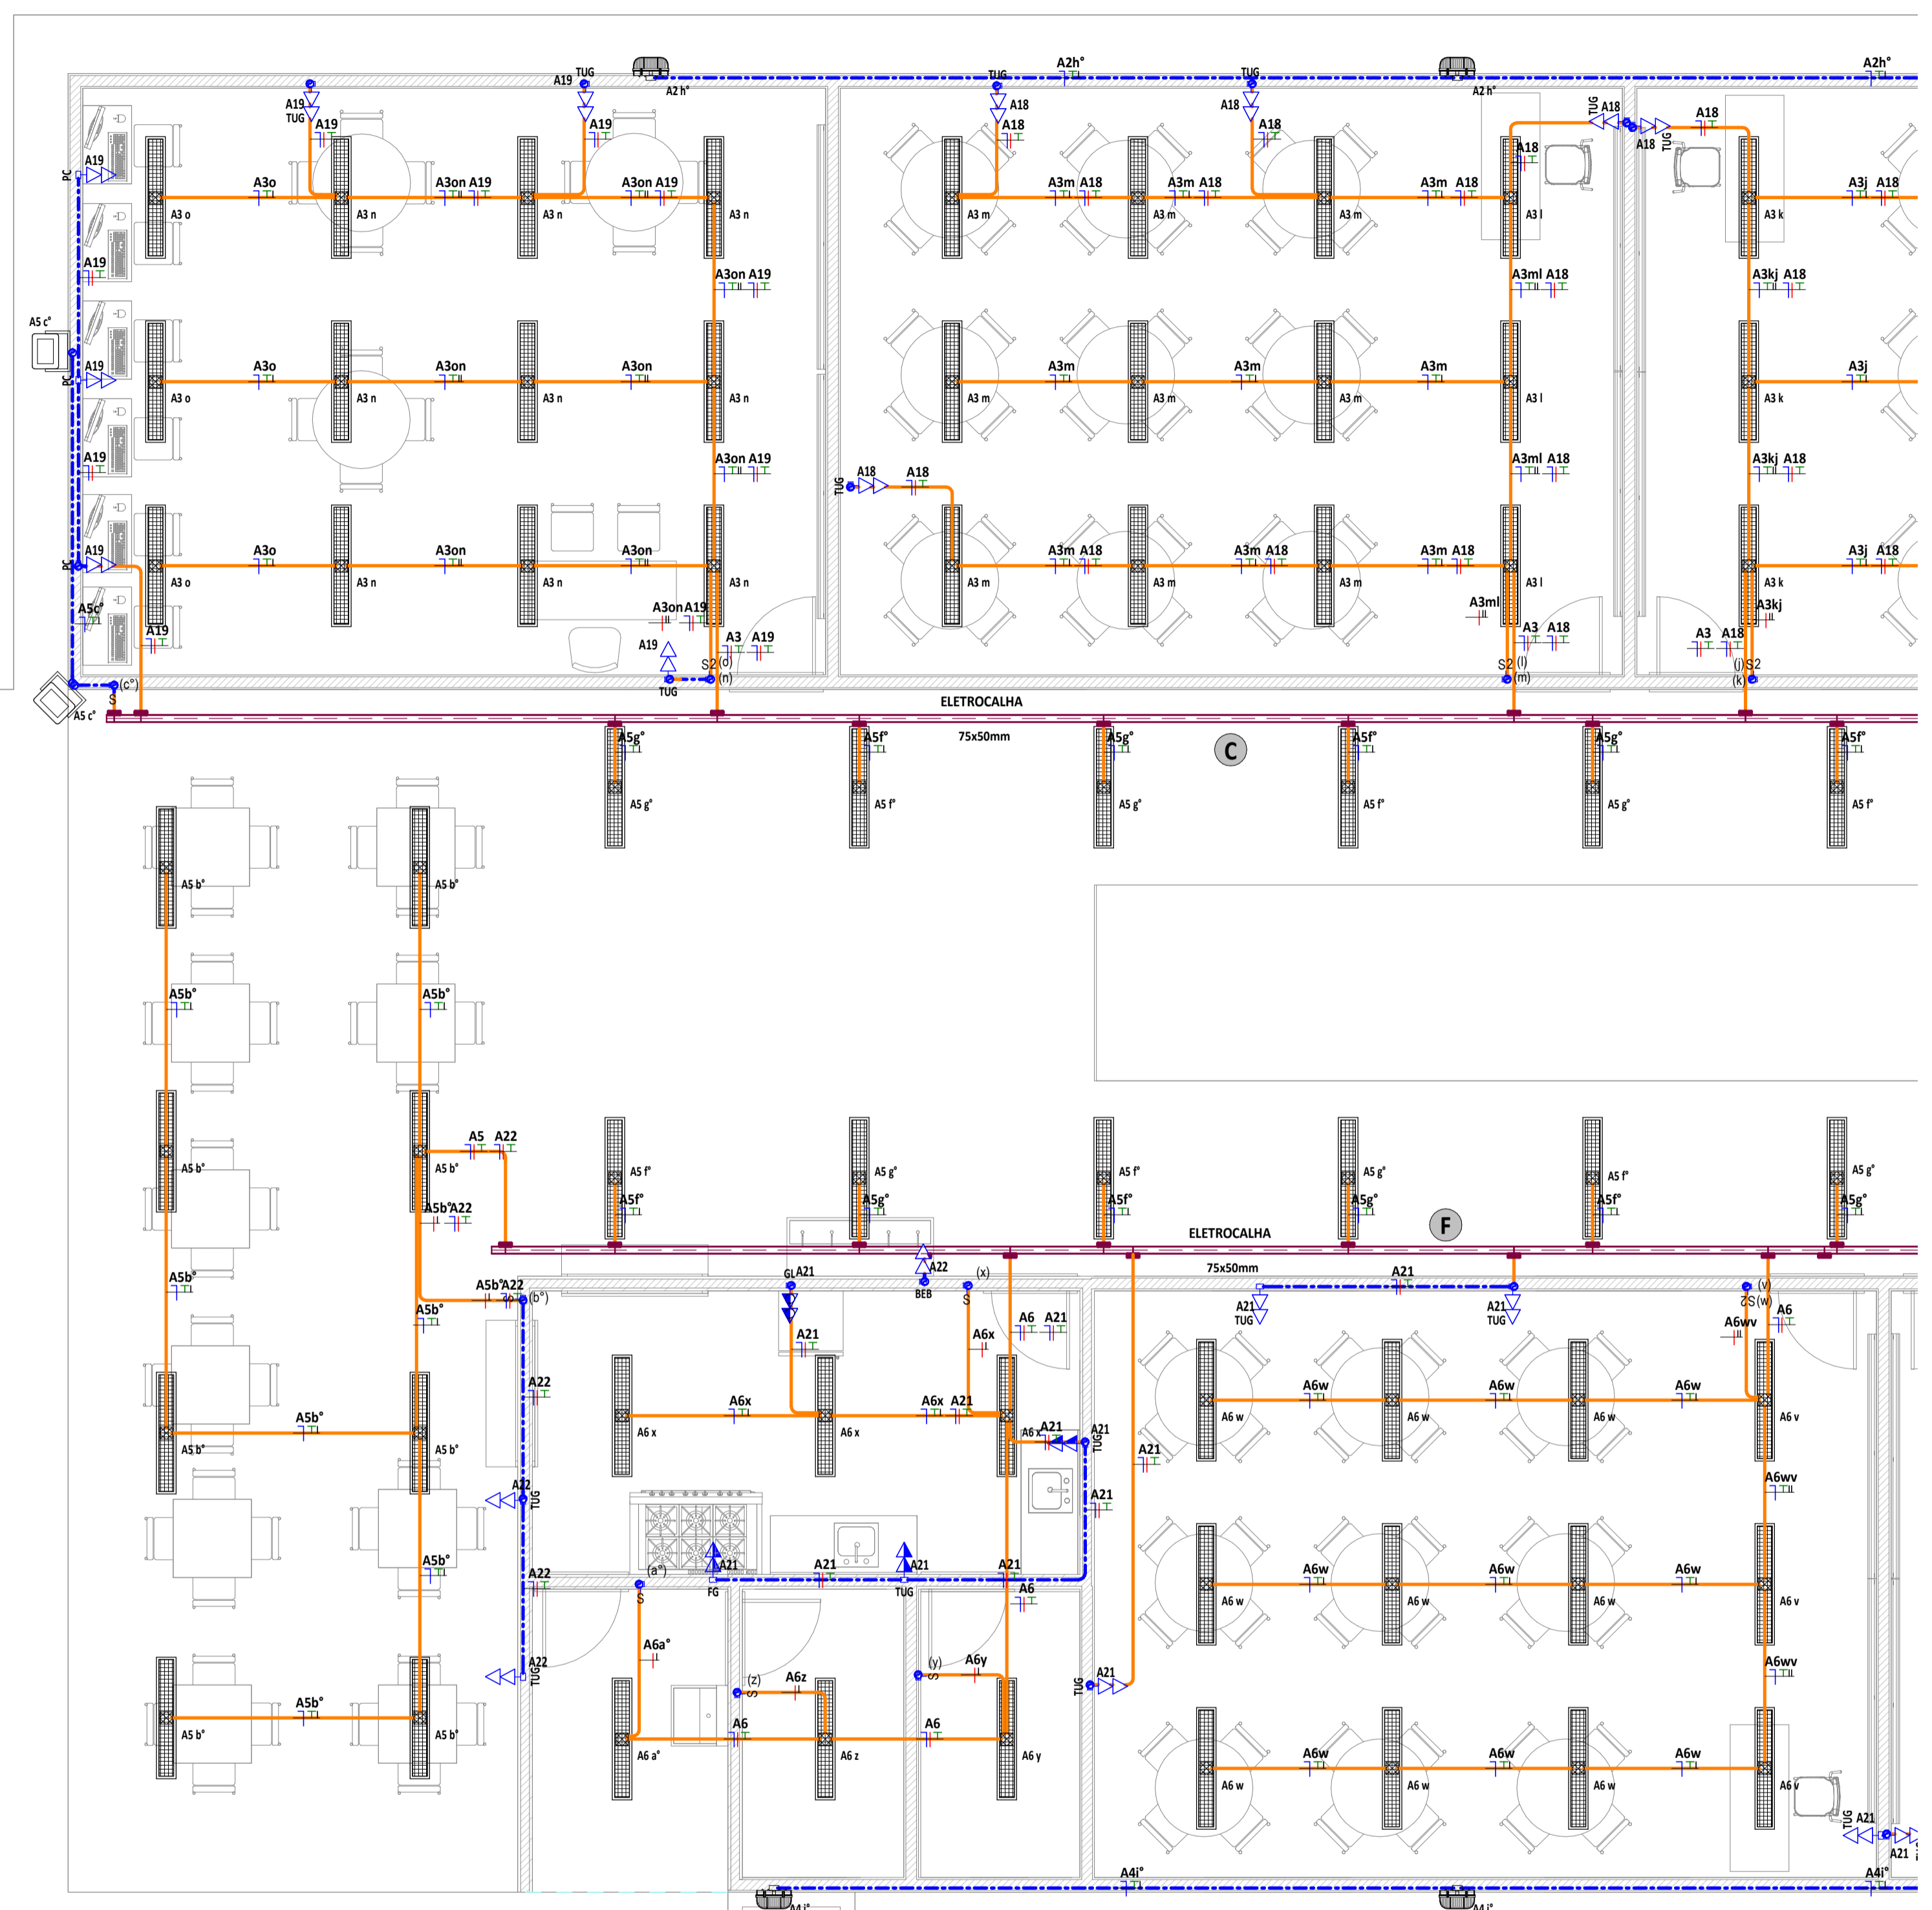 A2h°
A2h°
TUG
A19
A2 h°
TUG
A2 h°
TUG
A19
TUG
A18
A18
TUG
A18
A18
TUG
A19
A19
A18
A18
A18
A18
A19
PC
A3o
A3on A19
A3on A19
A3m A18
A3m A18
A3m A18
A3j A18
A3 o
A3 n
A3 n
A3 n
A3 m
A3 m
A3 m
A3 l
A3 k
A19
A3on A19
A3ml A18
A3kj A18
A5 c°
PC
A19
A3o
A3on
A3on
A3m
A3m
A3m
A3j
A3 o
A3 n
A3 n
A3 n
A3 m
A3 m
A3 m
A3 l
A3 k
A19
A3on A19
TUG
A18
A18
A3ml A18
A3kj A18
PC
A19
A3o
A3on
A3on
A3m A18
A3m A18
A3m A18
A3j A18
A3 o
A3 n
A3 n
A3 n
A3 m
A3 m
A3 m
A3 l
A3 k
A5c°
A3on A19
A3ml
A3kj
A19
A19
A3 A19
A3 A18
A3 A18
S2 (o)
(n)
TUG
S2 (l)
(m)
(j) S2
(k)
(c°)
S
A5 c°
ELETROCALHA
75x50mm
C
A5g°
A5f°
A5g°
A5f°
A5g°
A5f°
A5 g°
A5 f°
A5 g°
A5 f°
A5 g°
A5 f°
A5 b°
A5 b°
A5b°
A5b°
A5 A22
A5 b°
A5 b°
A5 f°
A5 g°
A5 f°
A5 g°
A5 f°
A5 g°
A5b° A22
A5f°
A5g°
A5f°
A5g°
A5f°
A5g°
F
ELETROCALHA
75x50mm
A5b°
A5b° A22
(b°)
S
A5b°
GL A21
A22
BEB
(x)
S
A21
A21
TUG
A21
TUG
(v)
S2 (w)
A21
A6x
A6 A21
A6wv
A6
A22
A6x
A6x A21
A6w
A6w
A6w
A6 x
A6 x
A6 x
A21
A21
TUG
A6 w
A6 w
A6 w
A6 v
A5b°
A5 b°
A5 b°
A21
A22
TUG
A21
A6wv
A5b°
A22
(a°)
S
A21
FG
A21
A21
TUG
A21
A6
A6w
A6w
A6w
A6 w
A6 w
A6 w
A6 v
A6a°
A22
TUG
(z)
S
A6z
(y)
S
A6y
TUG
A21
A6wv
A5b°
A5 b°
A5 b°
A6
A6
A6 a°
A6 z
A6 y
A6w
A6w
A6w
A6 w
A6 w
A6 w
A6 v
TUG
A21
A21
A4i°
A4i°
A4 i°
A4 i°